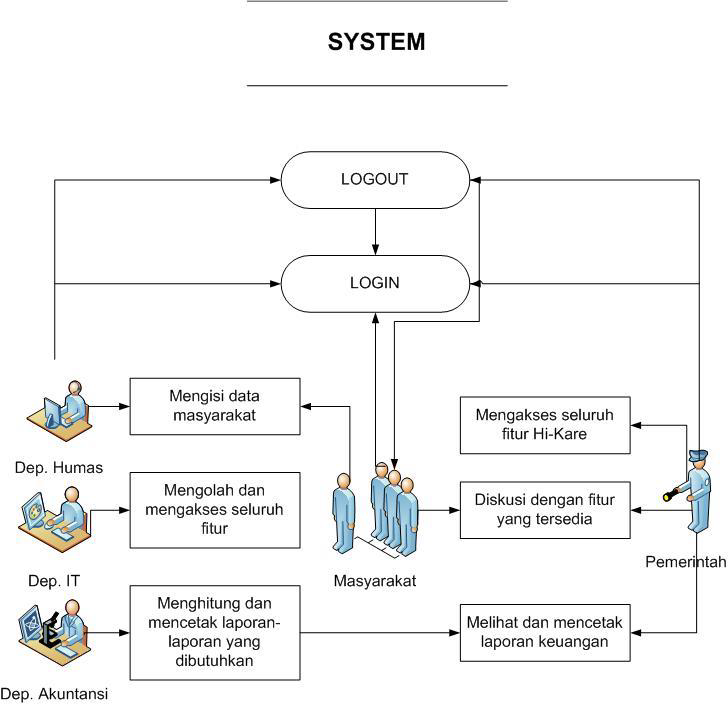 SYSTEM
LOGOUT
LOGIN
Mengisi data
masyarakat
Mengakses seluruh
fitur Hi-Kare
Dep. Humas
Mengolah dan
mengakses seluruh
fitur
Diskusi dengan fitur
yang tersedia
Pemerintah
Dep. IT
Masyarakat
Menghitung dan
mencetak laporan-
laporan yang
dibutuhkan
Melihat dan mencetak
laporan keuangan
Dep. Akuntansi